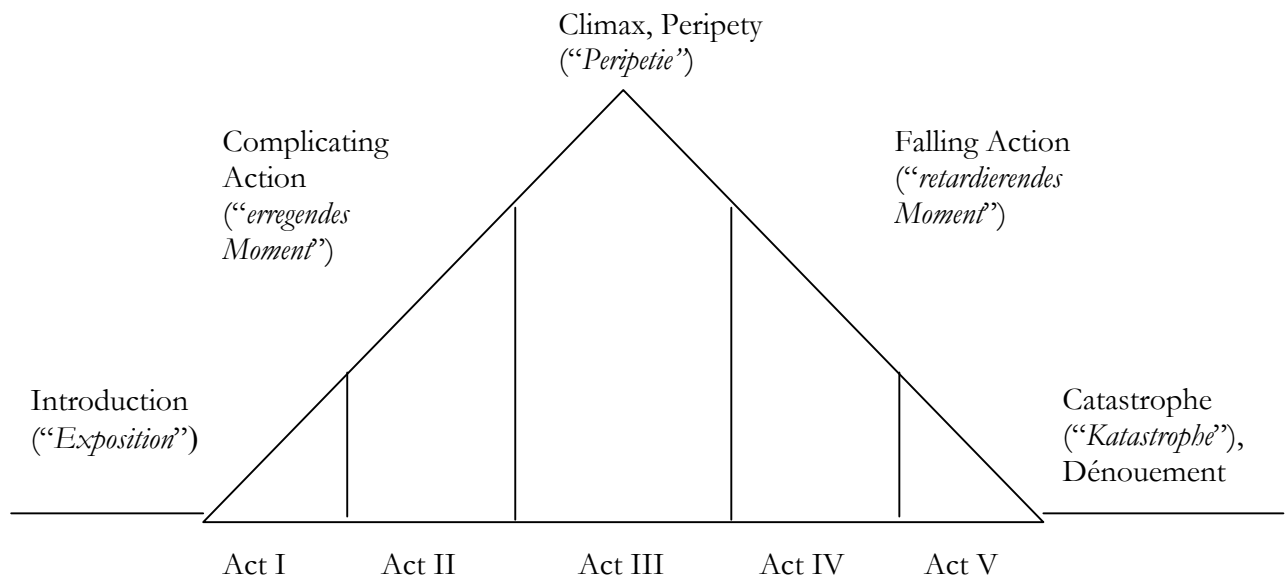 Climax, Peripety
(“Peripetie”)
Complicating
Action
(“erregendes
Moment”)
Falling Action
(“retardierendes
Moment”)
Introduction
(“Exposition”)
Catastrophe
(“Katastrophe”),
Dénouement
Act I
Act II
Act III
Act IV
Act V